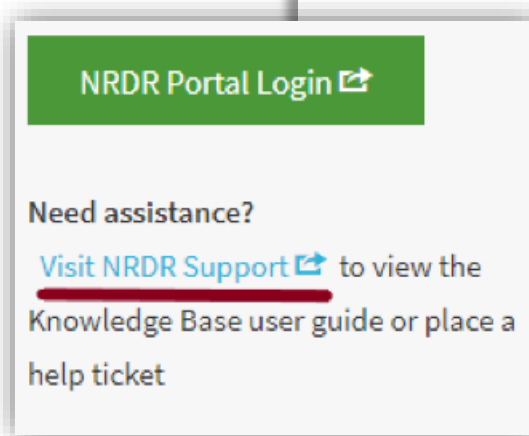 NRDR Portal Login
Need assistance?
Visit NRDR Support to view the
Knowledge Base user guide or place a
help ticket